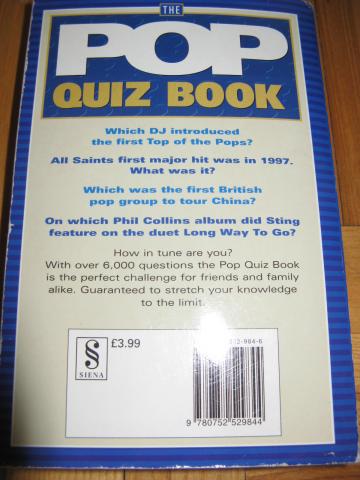 THE
POP
QUIZ BOOK
Which DJ introduced
the first Top of the Pops?
All Saints first major hit was in 1997.
What was it?
Which was the first British
pop group to tour China?
On which Phil Collins album did Sting
feature on the duet Long Way To Go?
How in tune are you?
With over 6,000 questions the Pop Quiz Book
is the perfect challenge for friends and family
alike. Guaranteed to stretch your knowledge
to the limit.
S
SIENA
£3.99
9 780752 529844